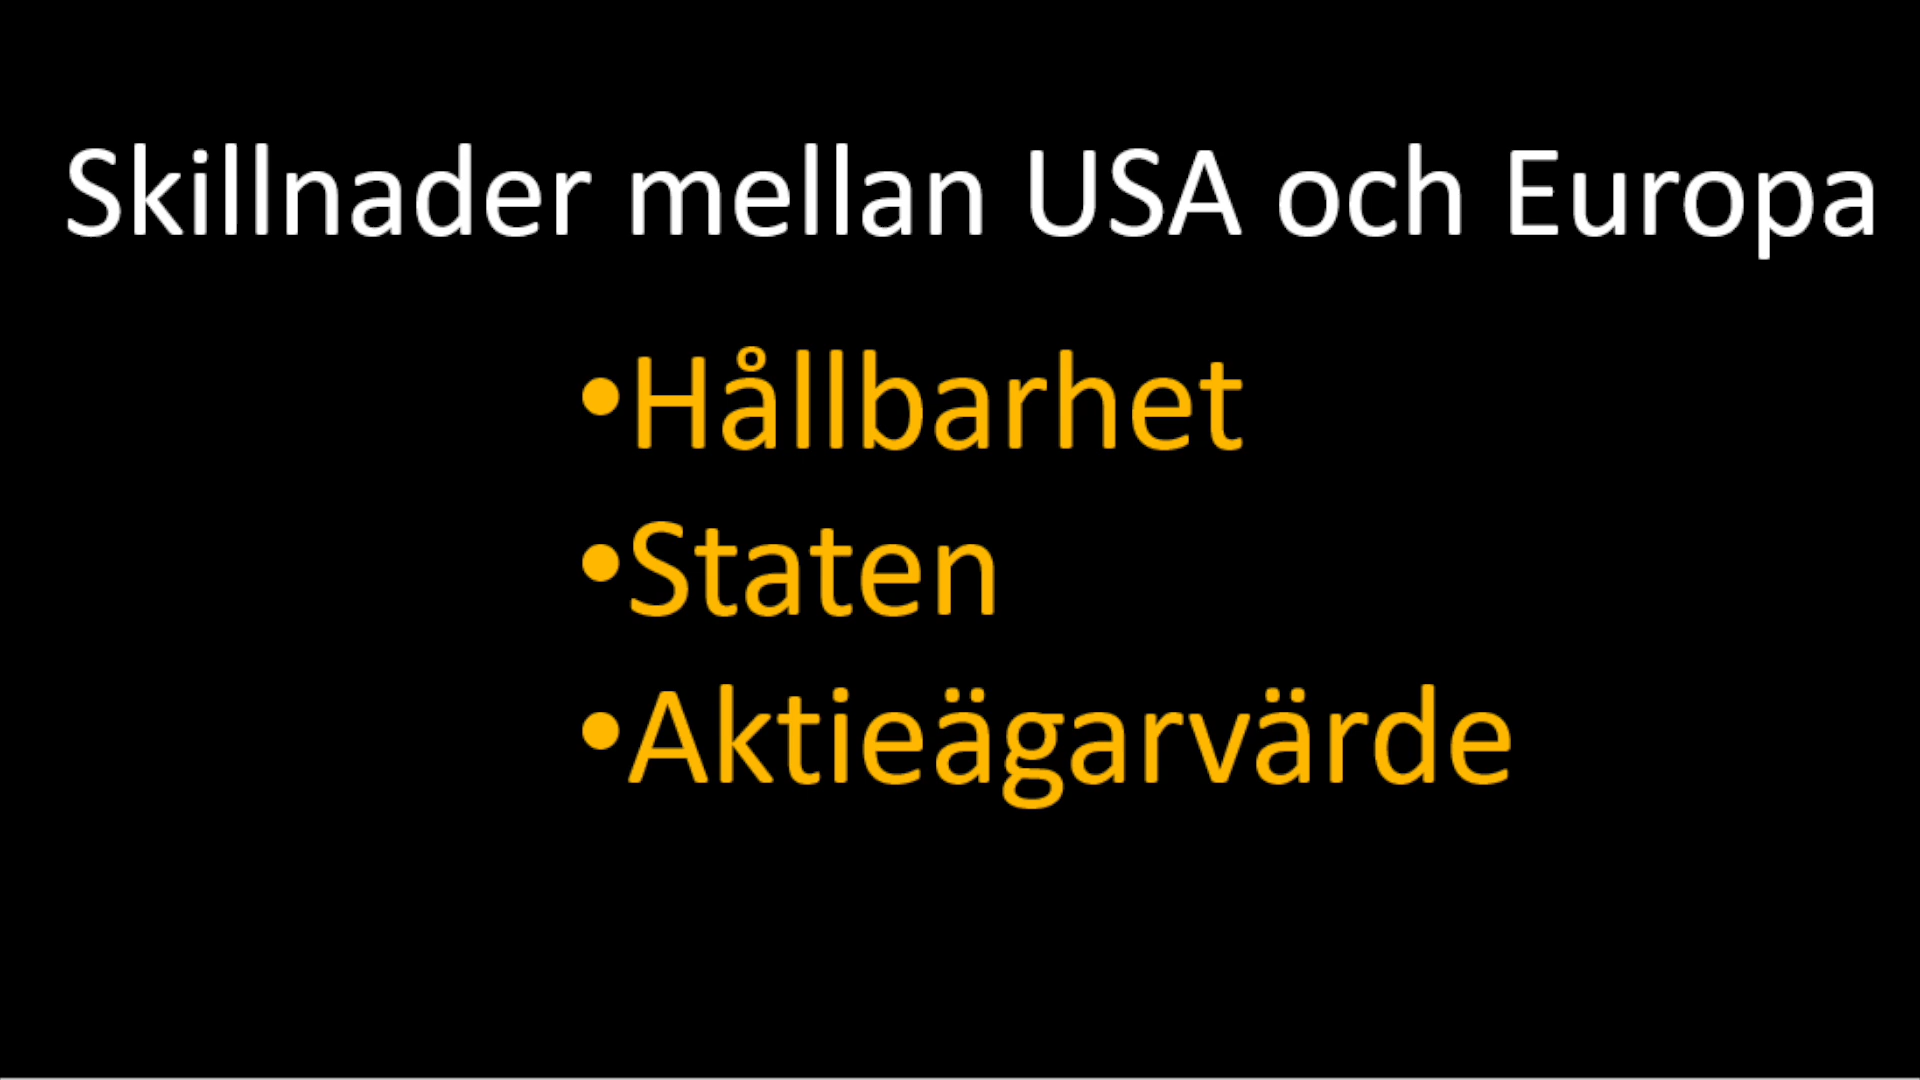 Skillnader mellan USA och Europa
•Hållbarhet
•Staten
•Aktieägarvärde